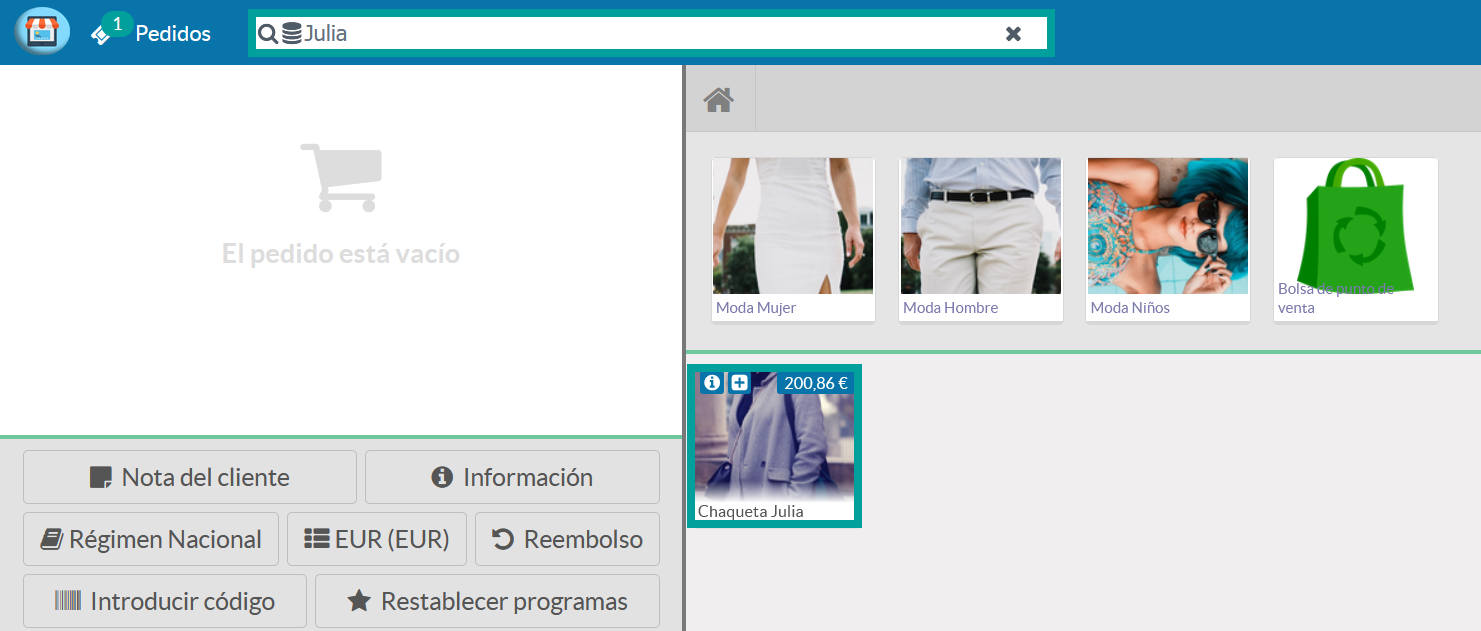 1
Pedidos
Julia
El pedido está vacío
Moda Mujer
Moda Hombre
Moda Niños
Bolsa de punto de
venta
200,86 €
Chaqueta Julia
Nota del cliente
Información
Régimen Nacional
EUR (EUR)
Reembolso
Introducir código
Restablecer programas